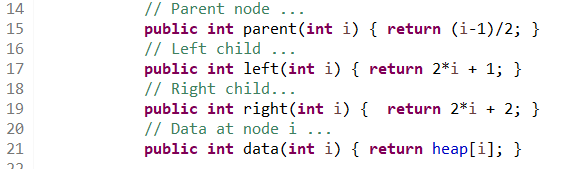 14 // Parent node ...
15 public int parent(int i) { return (i-1)/2; }
16 // Left child ...
17 public int left(int i) { return 2*i + 1; }
18 // Right child...
19 public int right(int i) {  return 2*i + 2; }
20 // Data at node i ...
21 public int data(int i) { return heap[i]; }